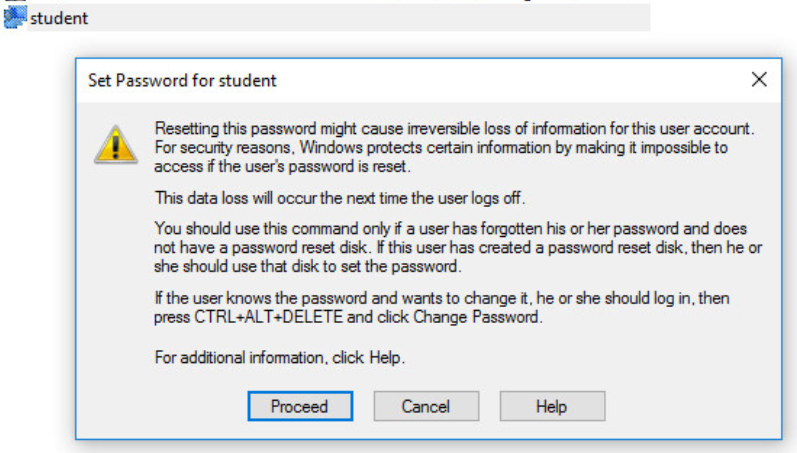 student
Set Password for student
Resetting this password might cause irreversible loss of information for this user account.
For security reasons, Windows protects certain information by making it impossible to
access if the user's password is reset.
This data loss will occur the next time the user logs off.
You should use this command only if a user has forgotten his or her password and does
not have a password reset disk. If this user has created a password reset disk, then he or
she should use that disk to set the password.
If the user knows the password and wants to change it, he or she should log in, then
press CTRL+ALT+DELETE and click Change Password.
For additional information, click Help.
Proceed
Cancel
Help